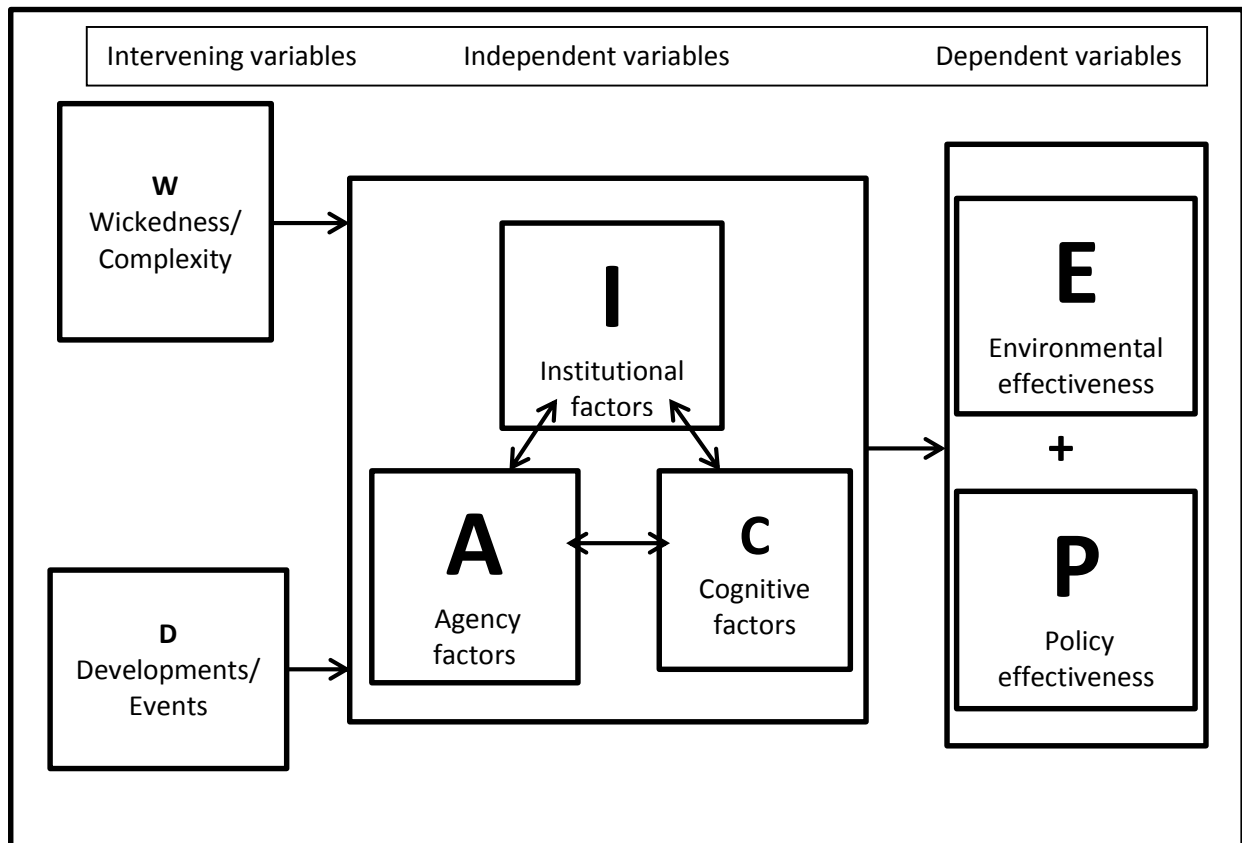 Intervening variables Independent variables Dependent variables
W
Wickedness/
Complexity
D
Developments/
Events
I
Institutional
factors
A
Agency
factors
C
Cognitive
factors
E
Environmental
effectiveness
+
P
Policy
effectiveness